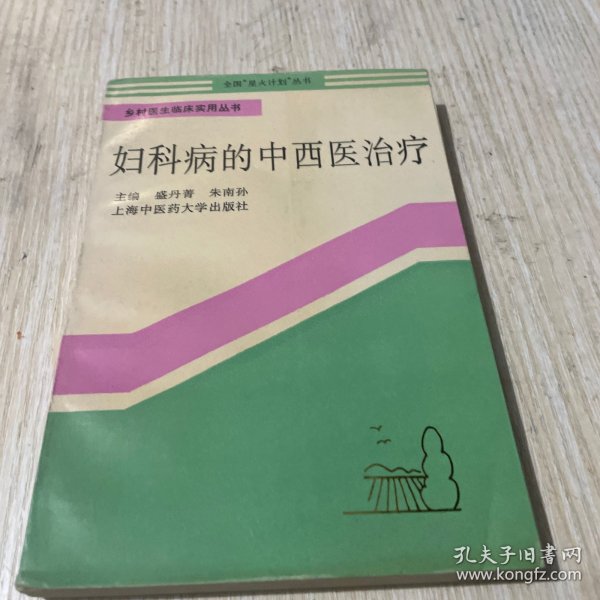 全国“星火计划”丛书
乡村医生临床实用丛书
妇科病的中西医治疗
主编 盛丹菁 朱南孙
上海中医药大学出版社
孔夫子旧书网
www.kongfz.com